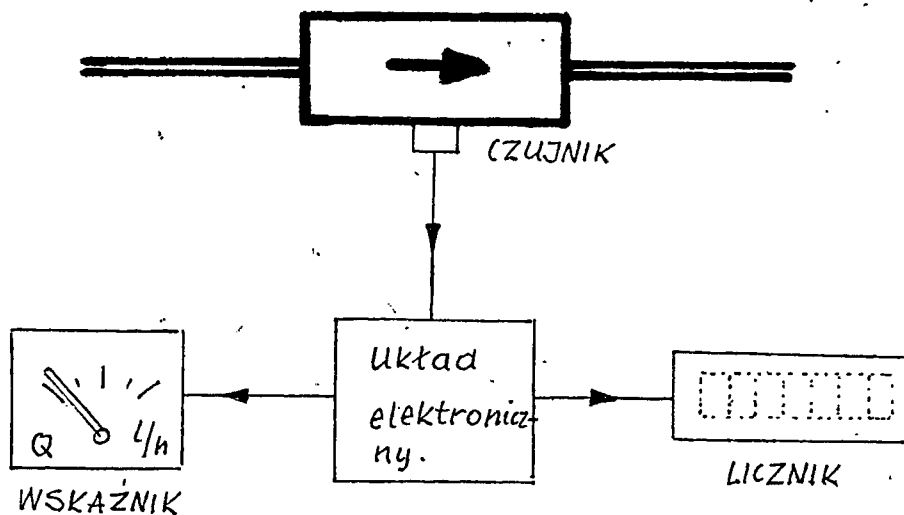 CZUJNIK
układ
elektronicz-
ny.
Q l/h
WSKAŹNIK
LICZNIK